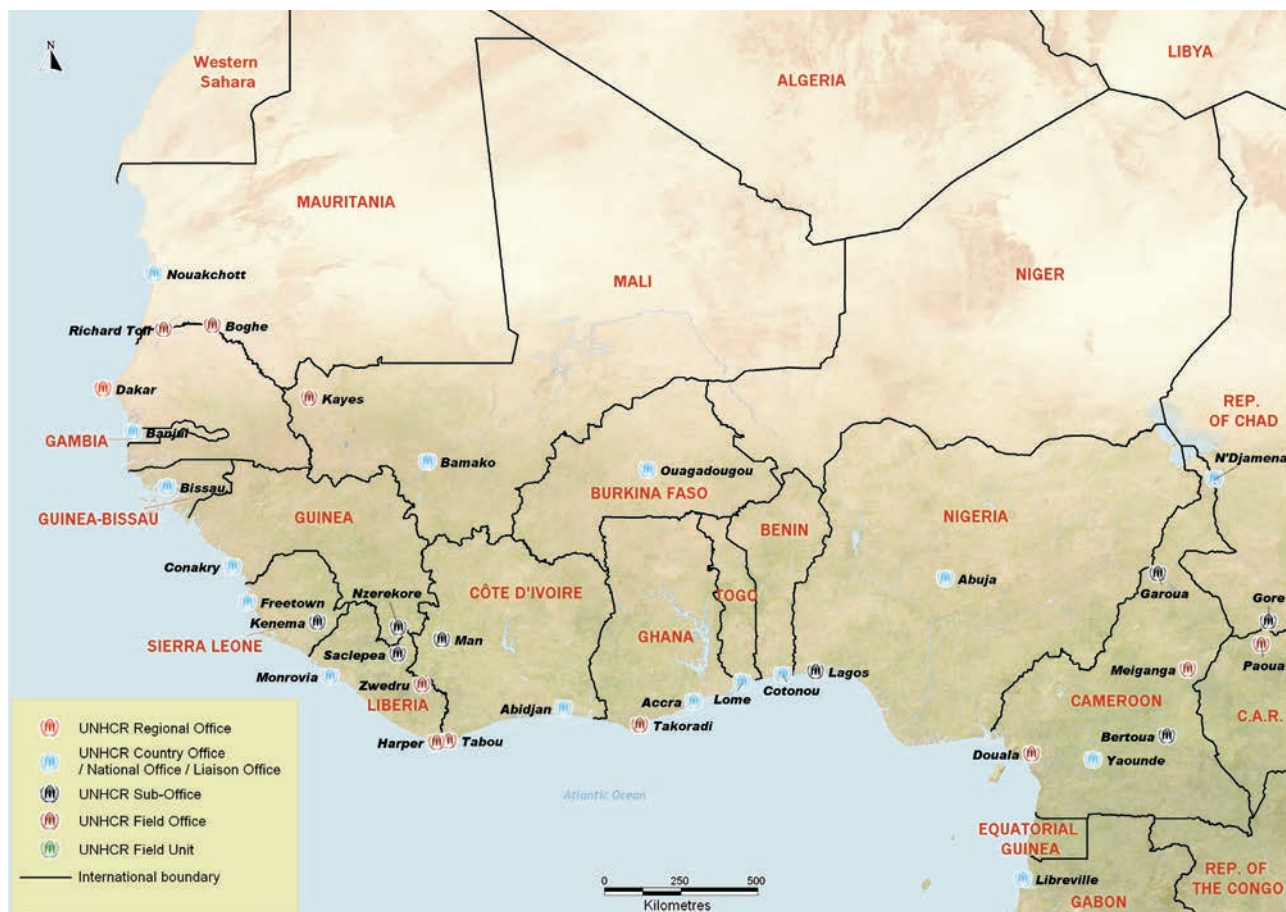 N
Western
Sahara
ALGERIA
LIBYA
MAURITANIA
MALI
NIGER
Nouakchott
Richard Toll
Boghe
Dakar
Kayes
REP.
OF CHAD
GAMBIA
Banjul
Bamako
Ouagadougou
N'Djamena
Bissau
BURKINA FASO
GUINEA-BISSAU
GUINEA
BENIN
NIGERIA
Conakry
Abuja
Garoua
Nzerekore
CÔTE D'IVOIRE
TOGO
Freetown
Gore
Kenema
SIERRA LEONE
Man
GHANA
Saclepea
Paoua
Monrovia
Zwedru
LIBERIA
Lagos
Meiganga
Cotonou
Lome
CAMEROON
Abidjan
Accra
Takoradi
C.A.R.
Harper
Tabou
Bertoua
Douala
Yaounde
Atlantic Ocean
EQUATORIAL
GUINEA
Libreville
GABON
REP. OF
THE CONGO
UNHCR Regional Office
UNHCR Country Office
/ National Office / Liaison Office
UNHCR Sub-Office
UNHCR Field Office
UNHCR Field Unit
International boundary
0 250 500
Kilometres